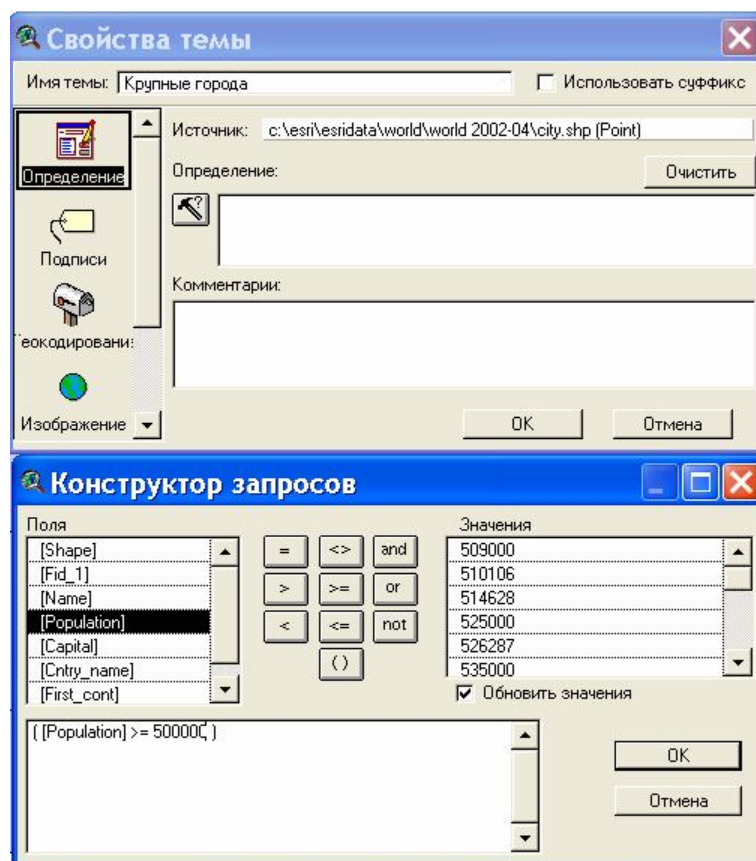 Свойства темы
Имя темы: Крупные города Использовать суффикс
Определение
Источник: c:\esri\esridata\world\world 2002-04\city.shp (Point)
Определение: Очистить
Подписи
Комментарии:
еокодировани
Изображение
ОК Отмена
Конструктор запросов
Поля Значения
[Shape] = <> and 509000
[Fid_1] 510106
[Name] > >= or 514628
[Population] 525000
[Capital] < <= not 526287
[Cntry_name] ( ) 535000
[First_cont] Обновить значения
( [Population] >= 500000 )
ОК
Отмена